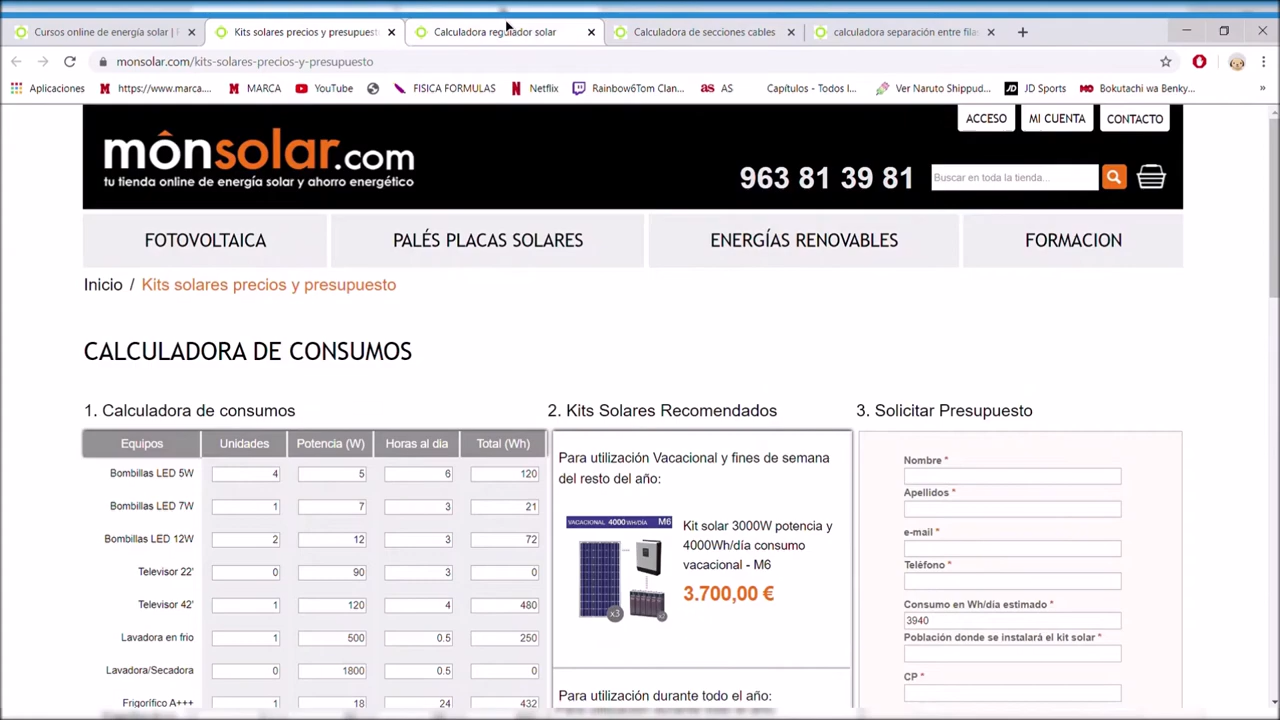 Cursos online de energía solar |
Kits solares precios y presupuest
Calculadora regulador solar
Calculadora de secciones cables
calculadora separación entre fila
monsolar.com/kits-solares-precios-y-presupuesto
Aplicaciones
https://www.marca....
MARCA
YouTube
FISICA FORMULAS
Netflix
Rainbow6Tom Clan...
AS
Capítulos - Todos l...
Ver Naruto Shippud...
JD Sports
Bokutachi wa Benky...
ACCESO MI CUENTA CONTACTO
mônsolar.com
tu tienda online de energía solar y ahorro energético
963 81 39 81
Buscar en toda la tienda...
FOTOVOLTAICA PALÉS PLACAS SOLARES ENERGÍAS RENOVABLES FORMACION
Inicio / Kits solares precios y presupuesto
CALCULADORA DE CONSUMOS
1. Calculadora de consumos
Equipos Unidades Potencia (W) Horas al dia Total (Wh)
Bombillas LED 5W 4 5 6 120
Bombillas LED 7W 1 7 3 21
Bombillas LED 12W 2 12 3 72
Televisor 22' 0 90 3 0
Televisor 42' 1 120 4 480
Lavadora en frio 1 500 0.5 250
Lavadora/Secadora 0 1800 0.5 0
Frigorífico A+++ 1 18 24 432
2. Kits Solares Recomendados
Para utilización Vacacional y fines de semana
del resto del año:
VACACIONAL 4000 WH/DÍA M6
x3
Kit solar 3000W potencia y
4000Wh/día consumo
vacacional - M6
3.700,00 €
Para utilización durante todo el año:
3. Solicitar Presupuesto
Nombre *
Apellidos *
e-mail *
Teléfono *
Consumo en Wh/día estimado *
3940
Población donde se instalará el kit solar *
CP *